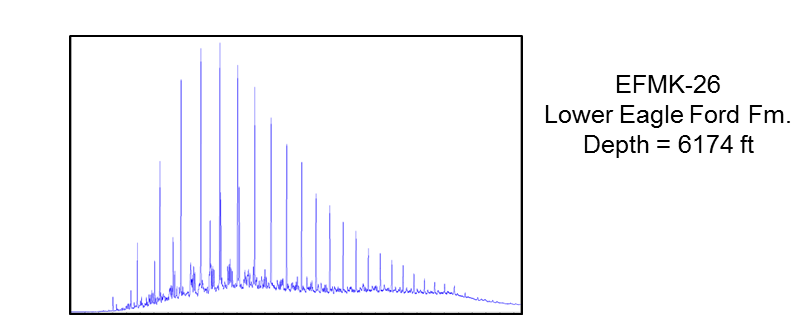 EFMK-26
Lower Eagle Ford Fm.
Depth = 6174 ft